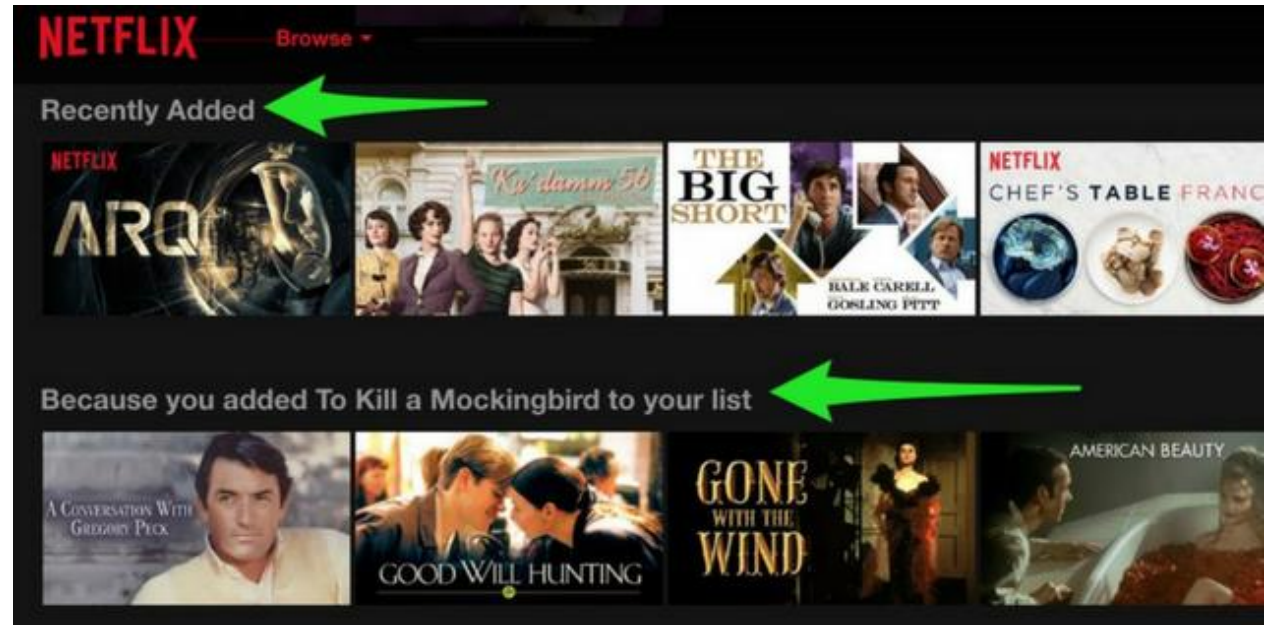 NETFLIX
Browse
Recently Added
NETFLIX
ARQ
Ku'damm 56
THE
BIG
SHORT
BALE CARELL
GOSLING PITT
NETFLIX
CHEF'S TABLE FRANC
Because you added To Kill a Mockingbird to your list
A CONVERSATION WITH
GREGORY PECK
GOOD WILL HUNTING
GONE
WITH THE
WIND
AMERICAN BEAUTY